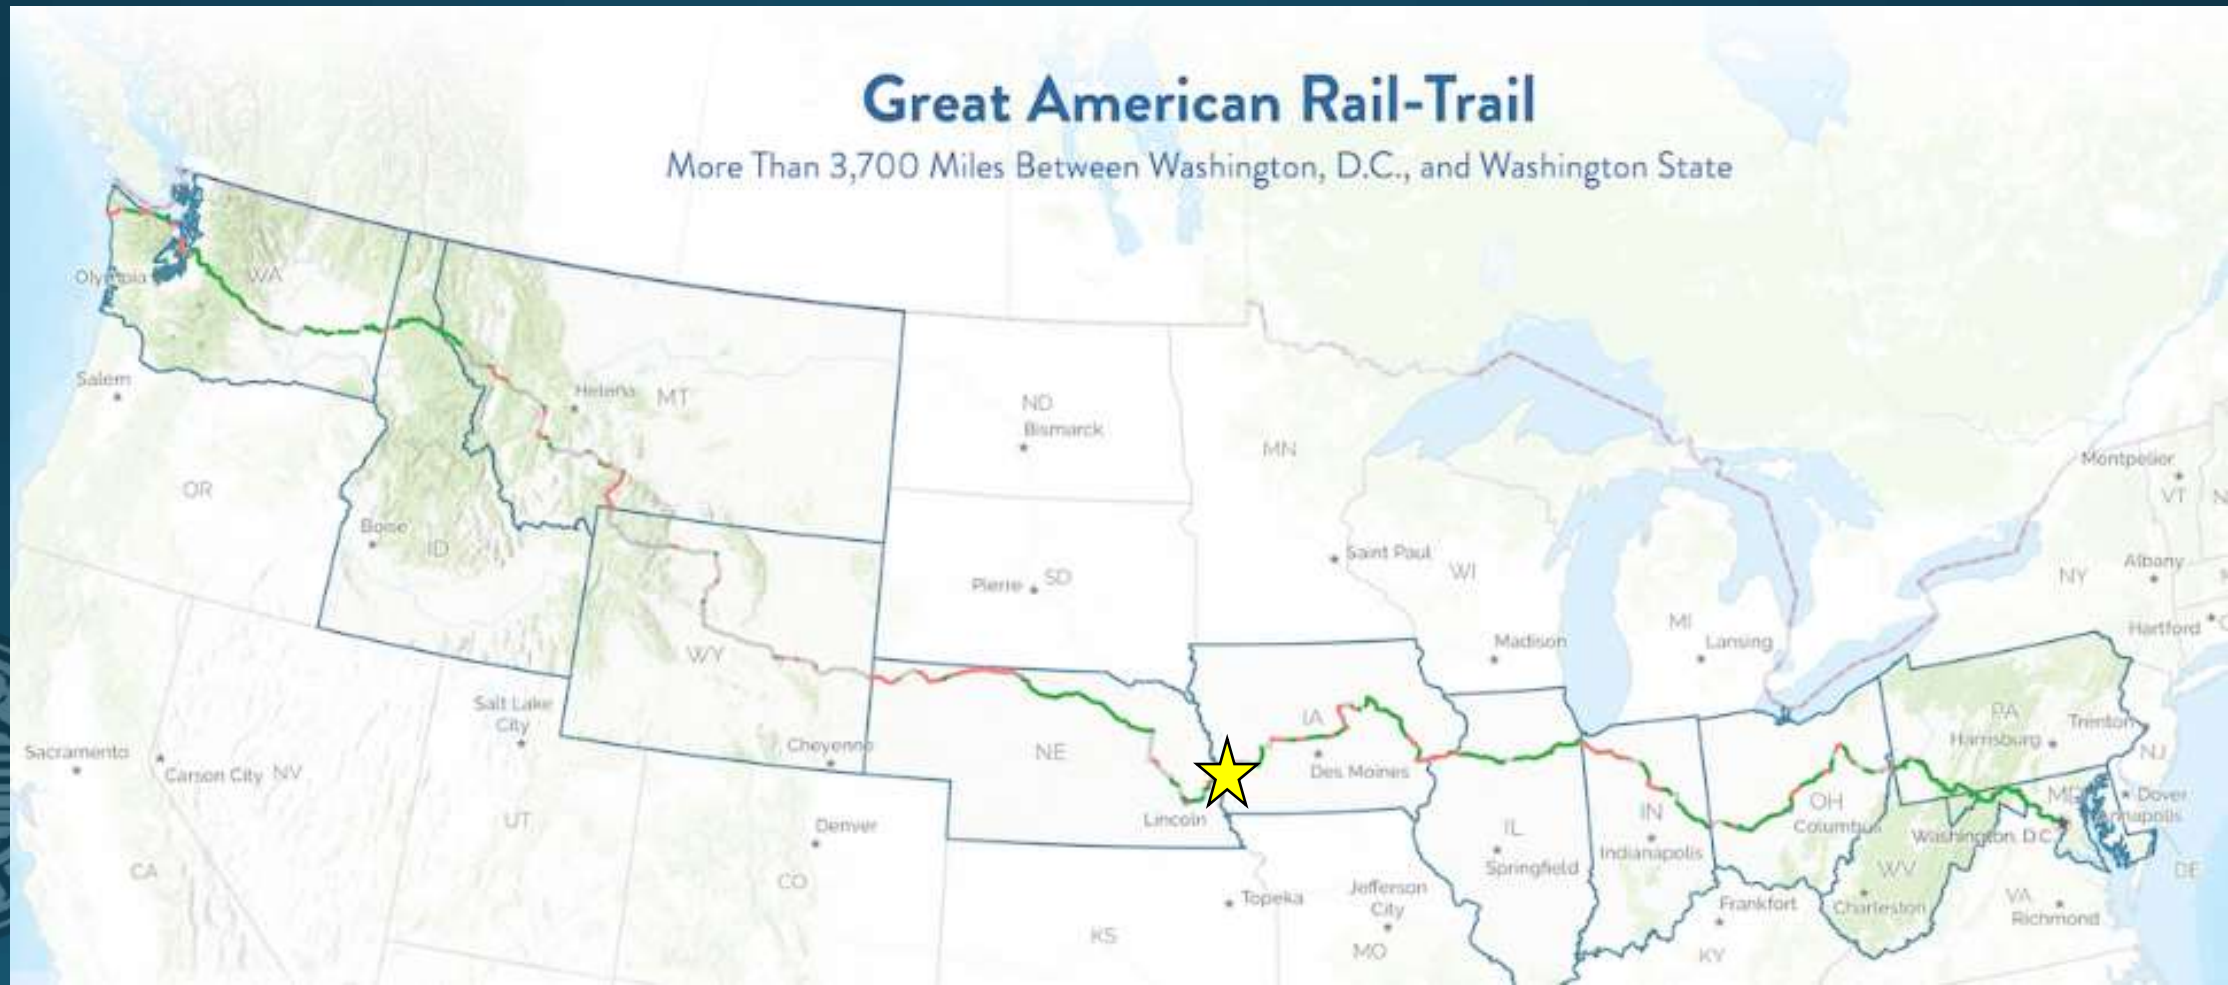 Great American Rail-Trail
More Than 3,700 Miles Between Washington, D.C., and Washington State
Olympia
WA
Salem
Helena
MT
ND
Bismarck
MN
Montpelier
VT
N
OR
Boise
ID
Pierre
SD
Saint Paul
WI
NY
Albany
MI
Lansing
Madison
Hartford
WY
Salt Lake
City
IA
PA
Trenton
Harrisburg
NJ
Sacramento
Carson City
NV
Cheyenne
NE
Des Moines
MD
Dover
Annapolis
UT
Denver
Lincoln
IL
IN
OH
Columbus
Washington, D.C.
Indianapolis
Springfield
CA
CO
WV
DE
Topeka
Jefferson
City
Frankfort
Charleston
VA
Richmond
KS
MO
KY